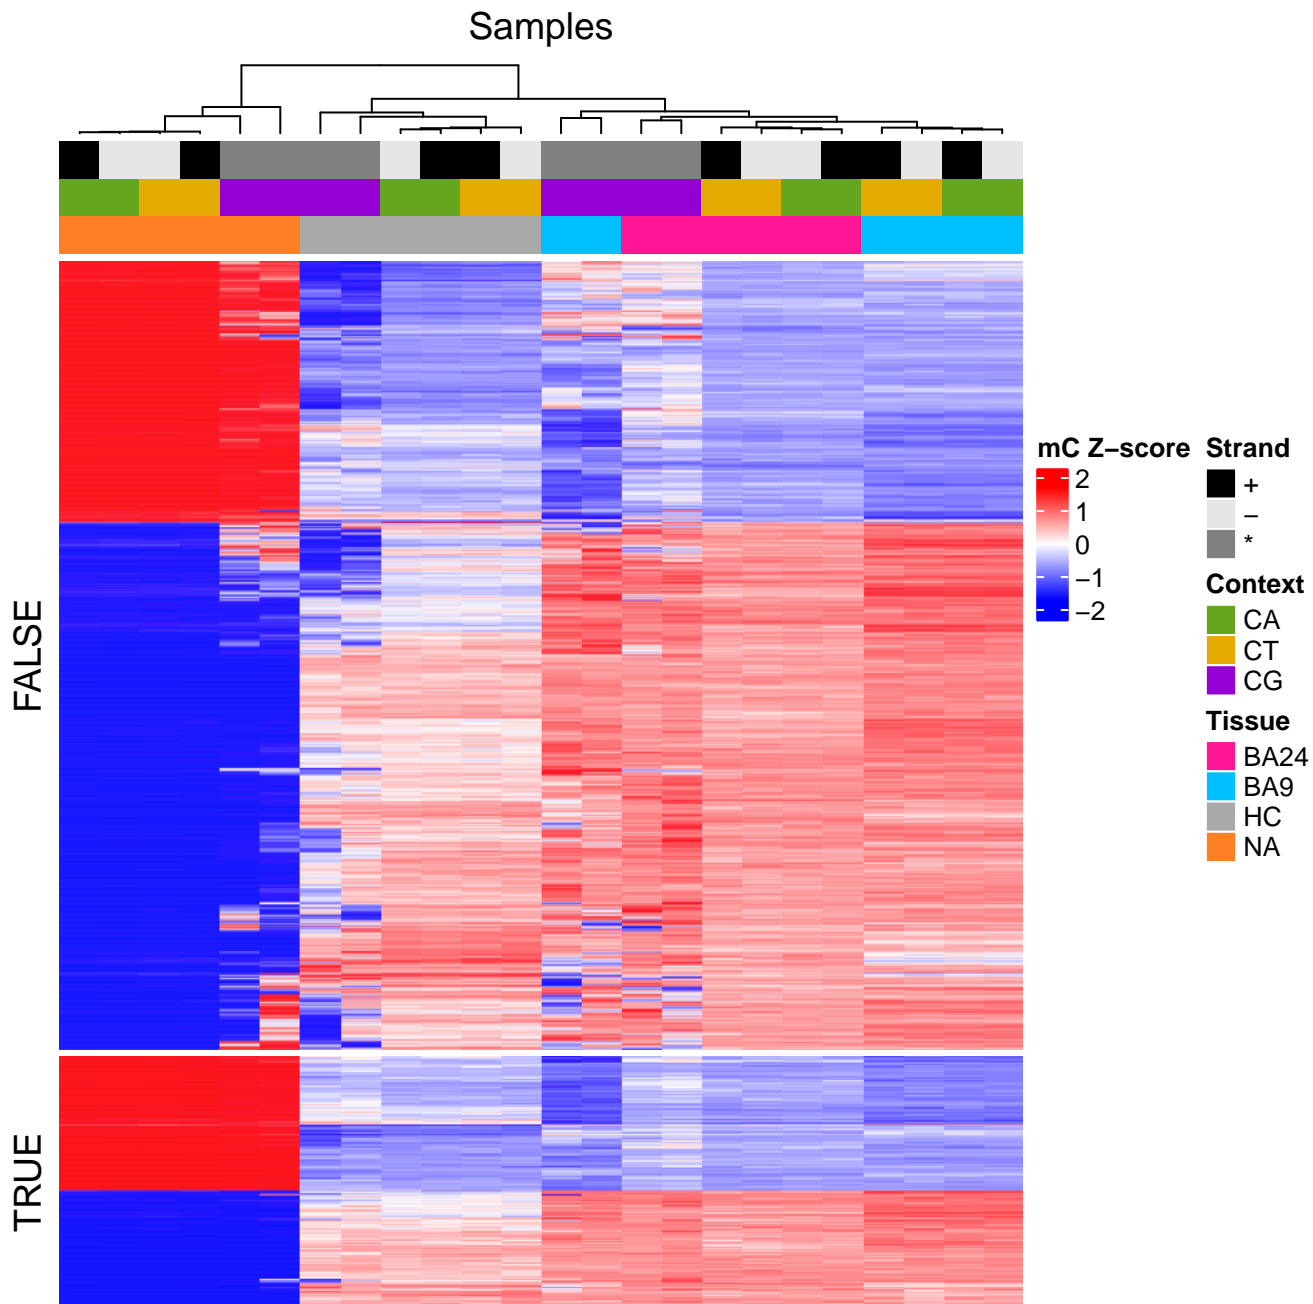 Samples
FALSE
TRUE
mC Z−score
2
1
0
−1
−2
Strand
+
−
*
Context
CA
CT
CG
Tissue
BA24
BA9
HC
NA